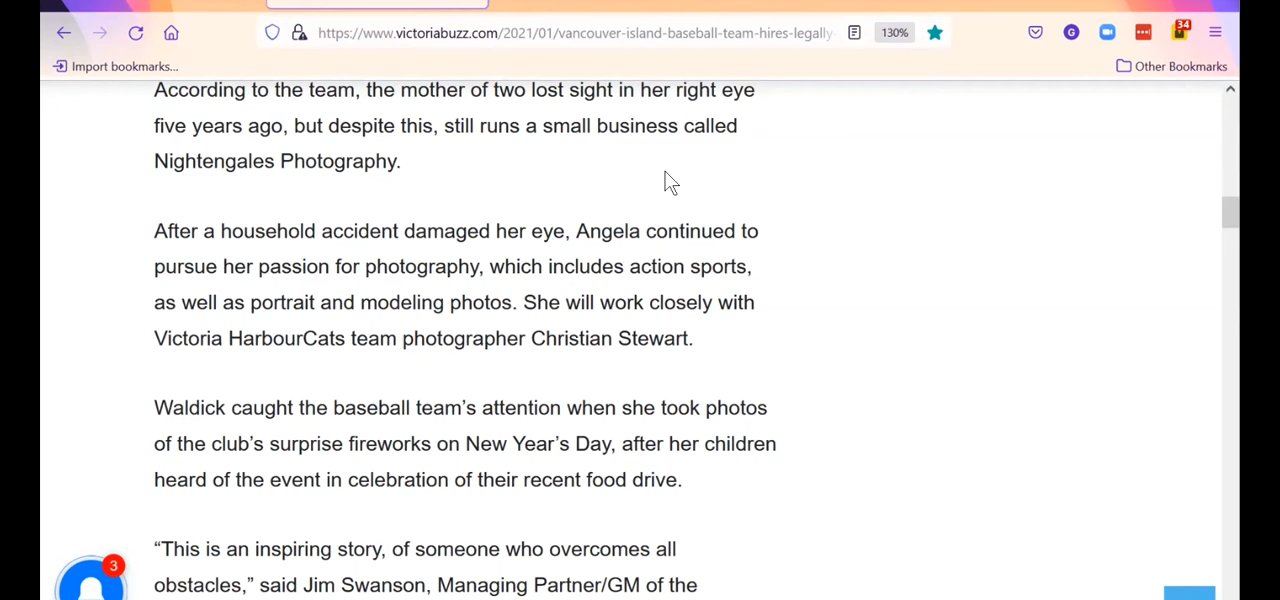 https://www.victoriabuzz.com/2021/01/vancouver-island-baseball-team-hires-legally-
130%
34
G
Import bookmarks...
Other Bookmarks
According to the team, the mother of two lost sight in her right eye
five years ago, but despite this, still runs a small business called
Nightengales Photography.
After a household accident damaged her eye, Angela continued to
pursue her passion for photography, which includes action sports,
as well as portrait and modeling photos. She will work closely with
Victoria HarbourCats team photographer Christian Stewart.
Waldick caught the baseball team’s attention when she took photos
of the club’s surprise fireworks on New Year’s Day, after her children
heard of the event in celebration of their recent food drive.
“This is an inspiring story, of someone who overcomes all
obstacles,” said Jim Swanson, Managing Partner/GM of the
3